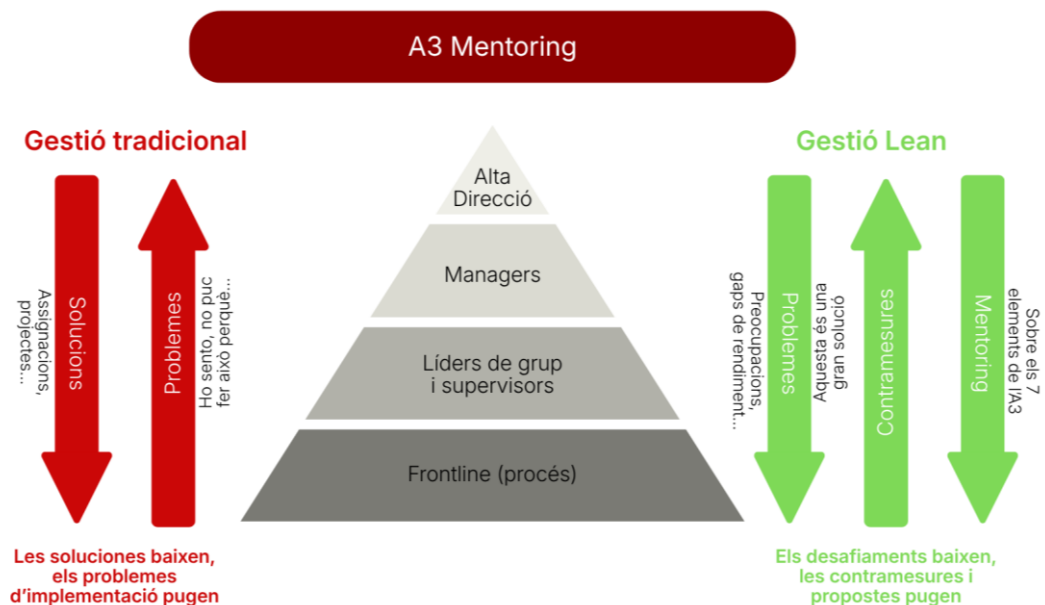 A3 Mentoring
Gestió tradicional
Solucions
Assignacions,
projectes...
Problemes
Ho sento, no puc
fer això perquè...
Les soluciones baixen,
els problemes
d'implementació pugen
Alta
Direcció
Managers
Líders de grup
i supervisors
Frontline (procés)
Gestió Lean
Problemes
Preocupacions,
gaps de rendiment...
Contramesures
Aquesta és una
gran solució
Mentoring
Sobre els 7
elements de l'A3
Els desafiaments baixen,
les contramesures i
propostes pugen